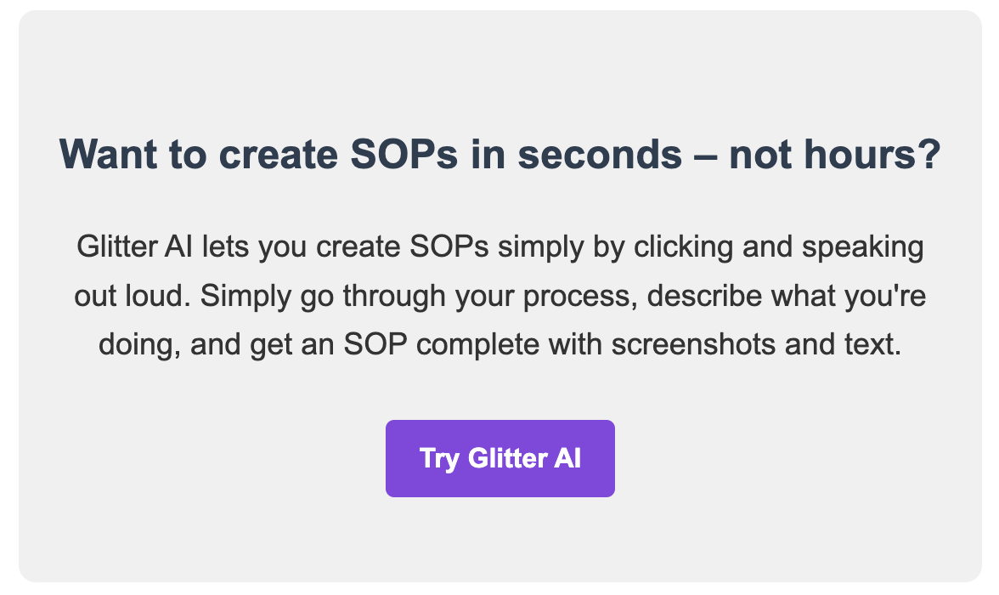 Want to create SOPs in seconds – not hours?
Glitter AI lets you create SOPs simply by clicking and speaking
out loud. Simply go through your process, describe what you're
doing, and get an SOP complete with screenshots and text.
Try Glitter AI